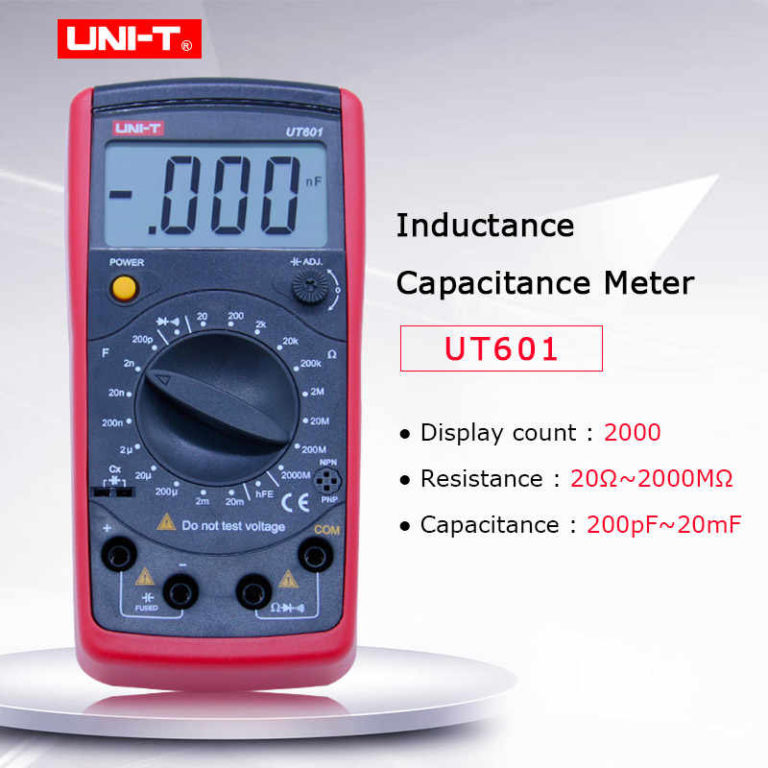 UNI-T®
UNI-T UT601
-.000 nF
POWER
ADJ.
F
200p
2n
20n
200n
2µ
20µ
200µ
2m
20m
hFE
20
200
2k
20k
Ω
200k
2M
20M
200M
2000M
Cx
NPN
PNP
CE
Do not test voltage
COM
+
-
FUSED
Ω
Inductance
Capacitance Meter
UT601
● Display count : 2000
● Resistance : 20Ω~2000MΩ
● Capacitance : 200pF~20mF